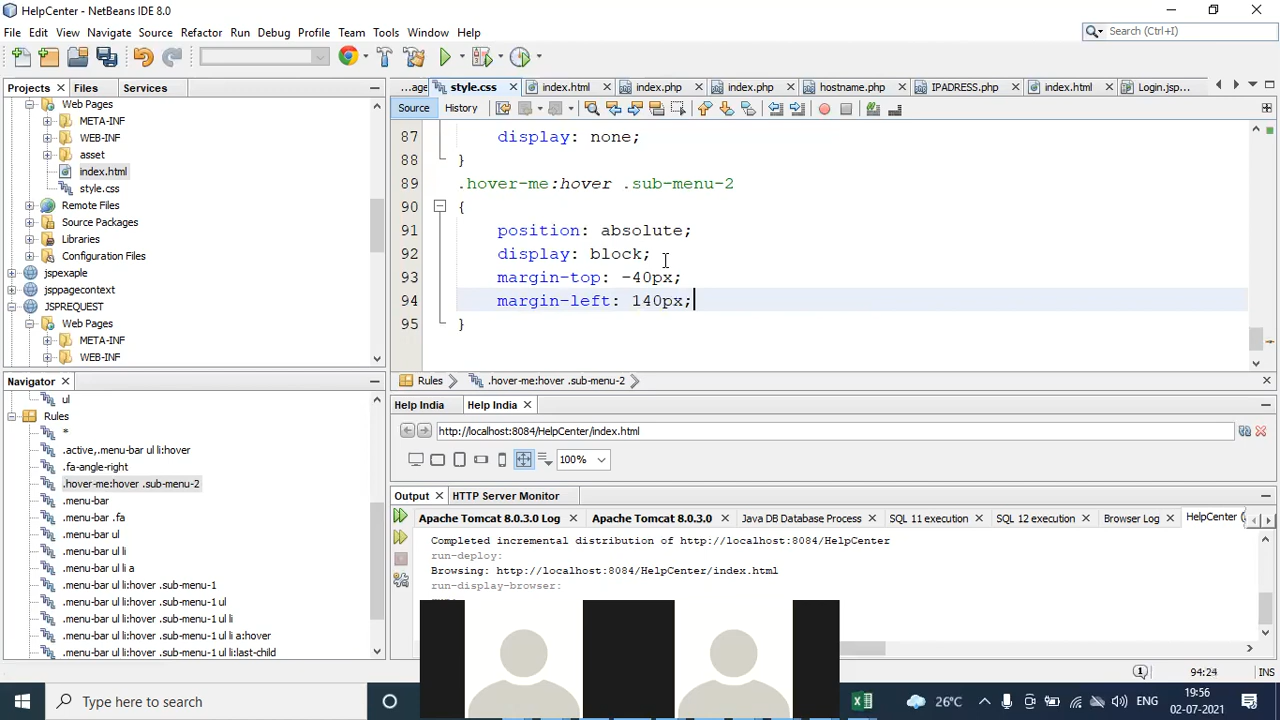 HelpCenter - NetBeans IDE 8.0
File Edit View Navigate Source Refactor Run Debug Profile Team Tools Window Help
Search (Ctrl+I)
Projects Files Services
...age style.css index.html index.php index.php hostname.php IPADRESS.php index.html Login.jsp...
Source History
Web Pages
META-INF
WEB-INF
asset
index.html
style.css
Remote Files
Source Packages
Libraries
Configuration Files
jspexaple
jsppagecontext
JSPREQUEST
Web Pages
META-INF
WEB-INF
87 display: none;
88 }
89 .hover-me:hover .sub-menu-2
90 {
91 position: absolute;
92 display: block;
93 margin-top: -40px;
94 margin-left: 140px;
95 }
Rules .hover-me:hover .sub-menu-2
Navigator
ul
Rules
*
.active,.menu-bar ul li:hover
.fa-angle-right
.hover-me:hover .sub-menu-2
.menu-bar
.menu-bar .fa
.menu-bar ul
.menu-bar ul li
.menu-bar ul li a
.menu-bar ul li:hover .sub-menu-1
.menu-bar ul li:hover .sub-menu-1 ul
.menu-bar ul li:hover .sub-menu-1 ul li
.menu-bar ul li:hover .sub-menu-1 ul li a:hover
.menu-bar ul li:hover .sub-menu-1 ul li:last-child
Help India Help India
http://localhost:8084/HelpCenter/index.html
100%
Output HTTP Server Monitor
Apache Tomcat 8.0.3.0 Log Apache Tomcat 8.0.3.0 Java DB Database Process SQL 11 execution SQL 12 execution Browser Log HelpCenter (
Completed incremental distribution of http://localhost:8084/HelpCenter
run-deploy:
Browsing: http://localhost:8084/HelpCenter/index.html
run-display-browser:
1 94:24 INS
Type here to search
26°C ENG 19:56
02-07-2021